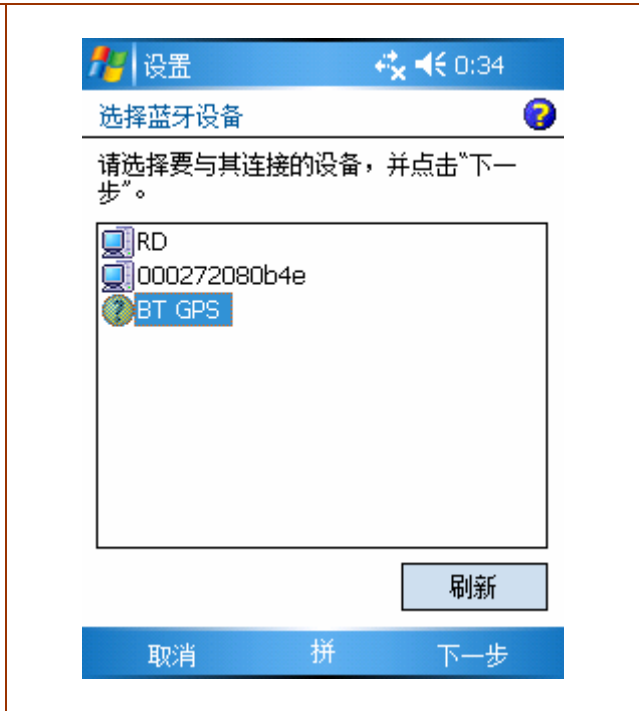 设置 0:34
选择蓝牙设备
请选择要与其连接的设备，并点击“下一
步”。
RD
000272080b4e
BT GPS
刷新
取消 拼 下一步